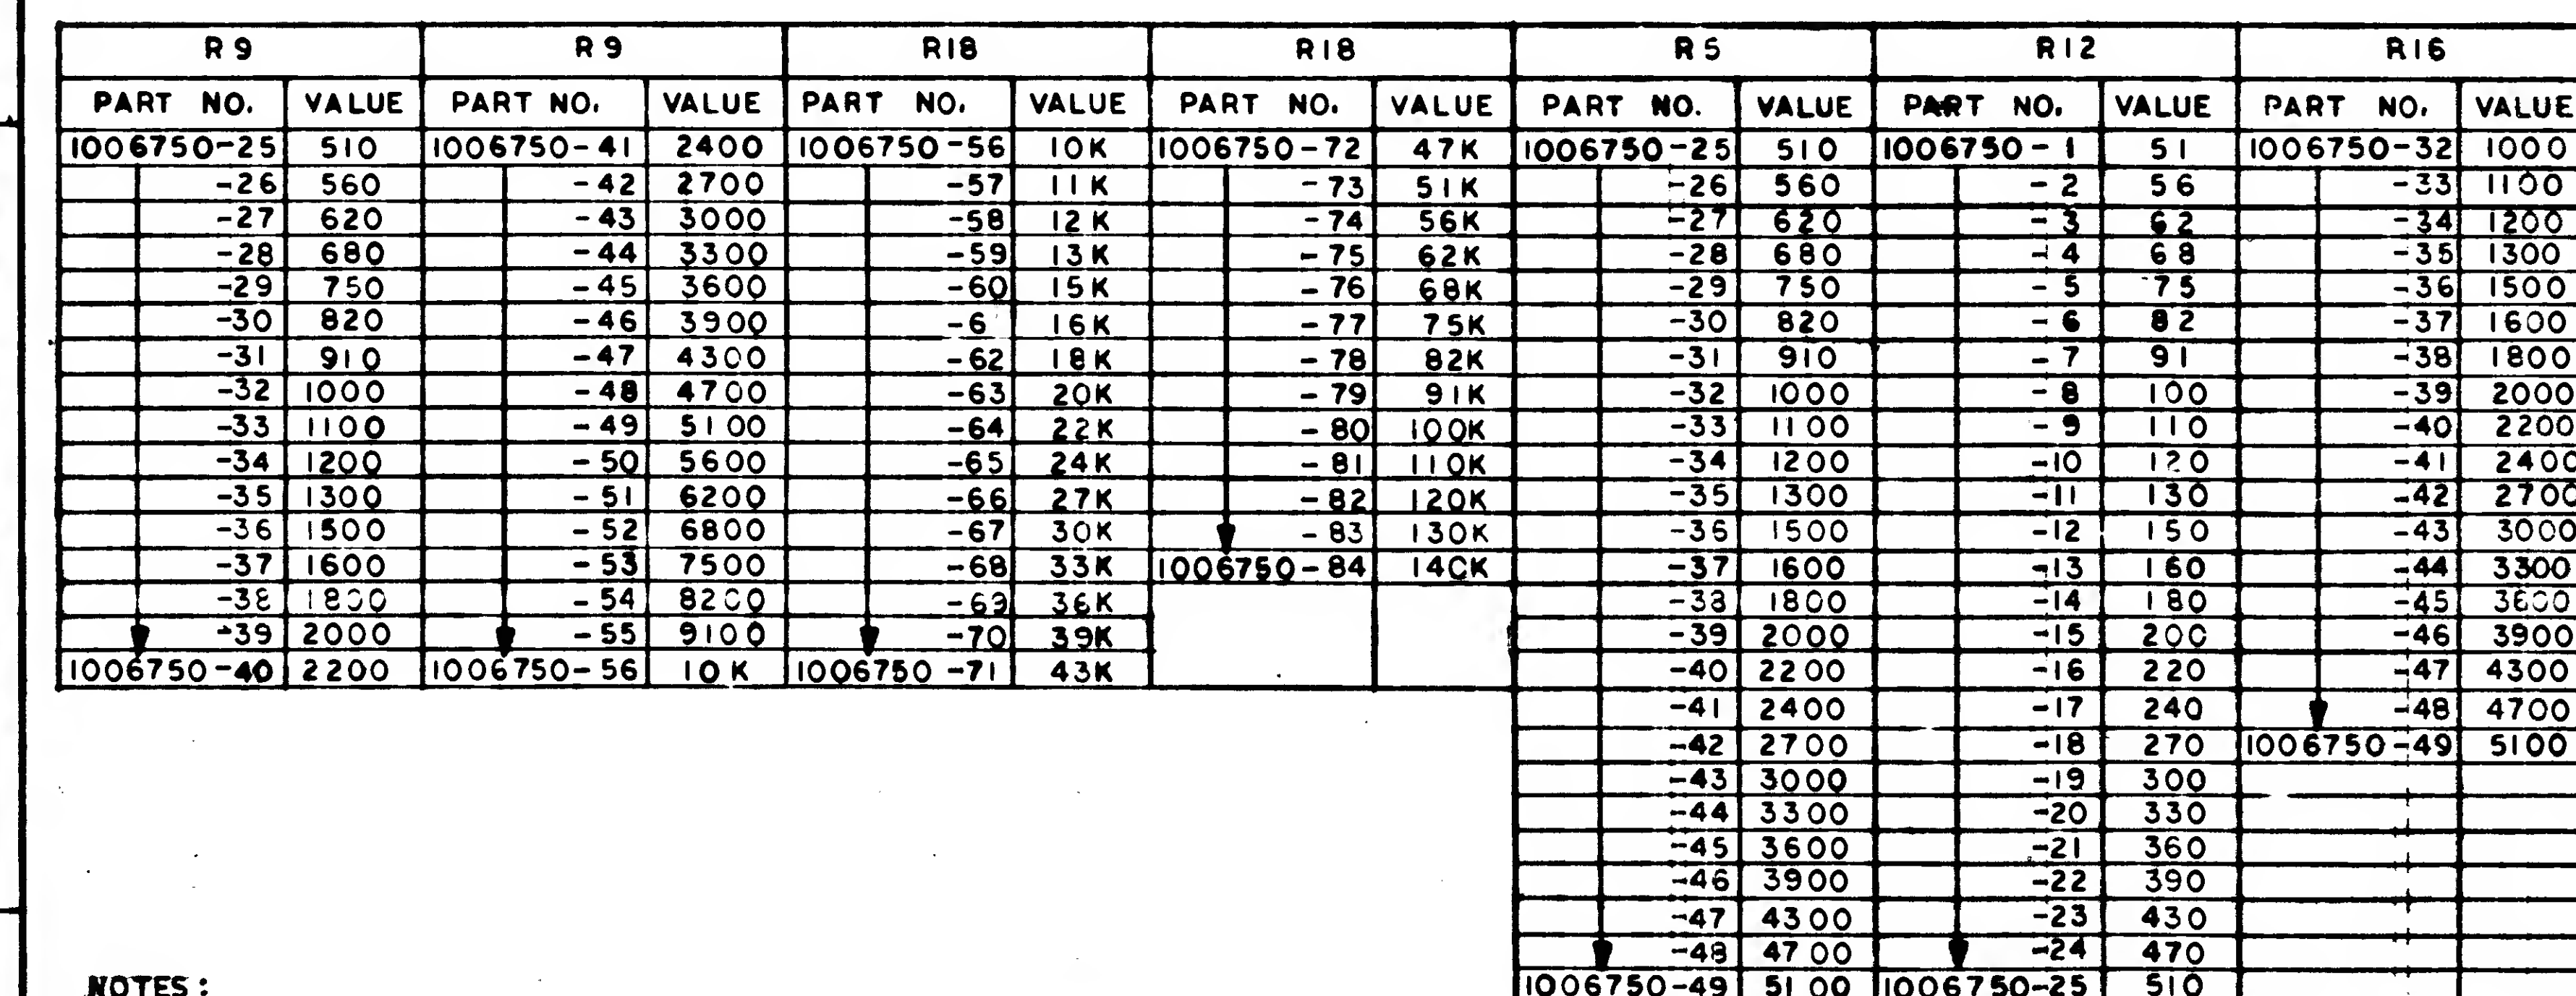 R9 R9 R18 R18 R5 R12 R16
PART NO. VALUE PART NO. VALUE PART NO. VALUE PART NO. VALUE PART NO. VALUE PART NO. VALUE PART NO. VALUE
1006750-25 510 1006750-41 2400 1006750-56 10K 1006750-72 47K 1006750-25 510 1006750-1 51 1006750-32 1000
-26 560 -42 2700 -57 11K -73 51K -26 560 -2 56 -33 1100
-27 620 -43 3000 -58 12K -74 56K -27 620 -3 62 -34 1200
-28 680 -44 3300 -59 13K -75 62K -28 680 -4 68 -35 1300
-29 750 -45 3600 -60 15K -76 68K -29 750 -5 75 -36 1500
-30 820 -46 3900 -6 16K -77 75K -30 820 -6 82 -37 1600
-31 910 -47 4300 -62 18K -78 82K -31 910 -7 91 -38 1800
-32 1000 -48 4700 -63 20K -79 91K -32 1000 -8 100 -39 2000
-33 1100 -49 5100 -64 22K -80 100K -33 1100 -9 110 -40 2200
-34 1200 -50 5600 -65 24K -81 110K -34 1200 -10 120 -41 2400
-35 1300 -51 6200 -66 27K -82 120K -35 1300 -11 130 -42 2700
-36 1500 -52 6800 -67 30K -83 130K -36 1500 -12 150 -43 3000
-37 1600 -53 7500 -68 33K 1006750-84 140K -37 1600 -13 160 -44 3300
-38 1800 -54 8200 -69 36K -38 1800 -14 180 -45 3600
-39 2000 -55 9100 -70 39K -39 2000 -15 200 -46 3900
1006750-40 2200 1006750-56 10K 1006750-71 43K -40 2200 -16 220 -47 4300
-41 2400 -17 240 -48 4700
-42 2700 -18 270 1006750-49 5100
-43 3000 -19 300
-44 3300 -20 330
-45 3600 -21 360
-46 3900 -22 390
-47 4300 -23 430
-48 4700 -24 470
NOTES: 1006750-49 5100 1006750-25 510